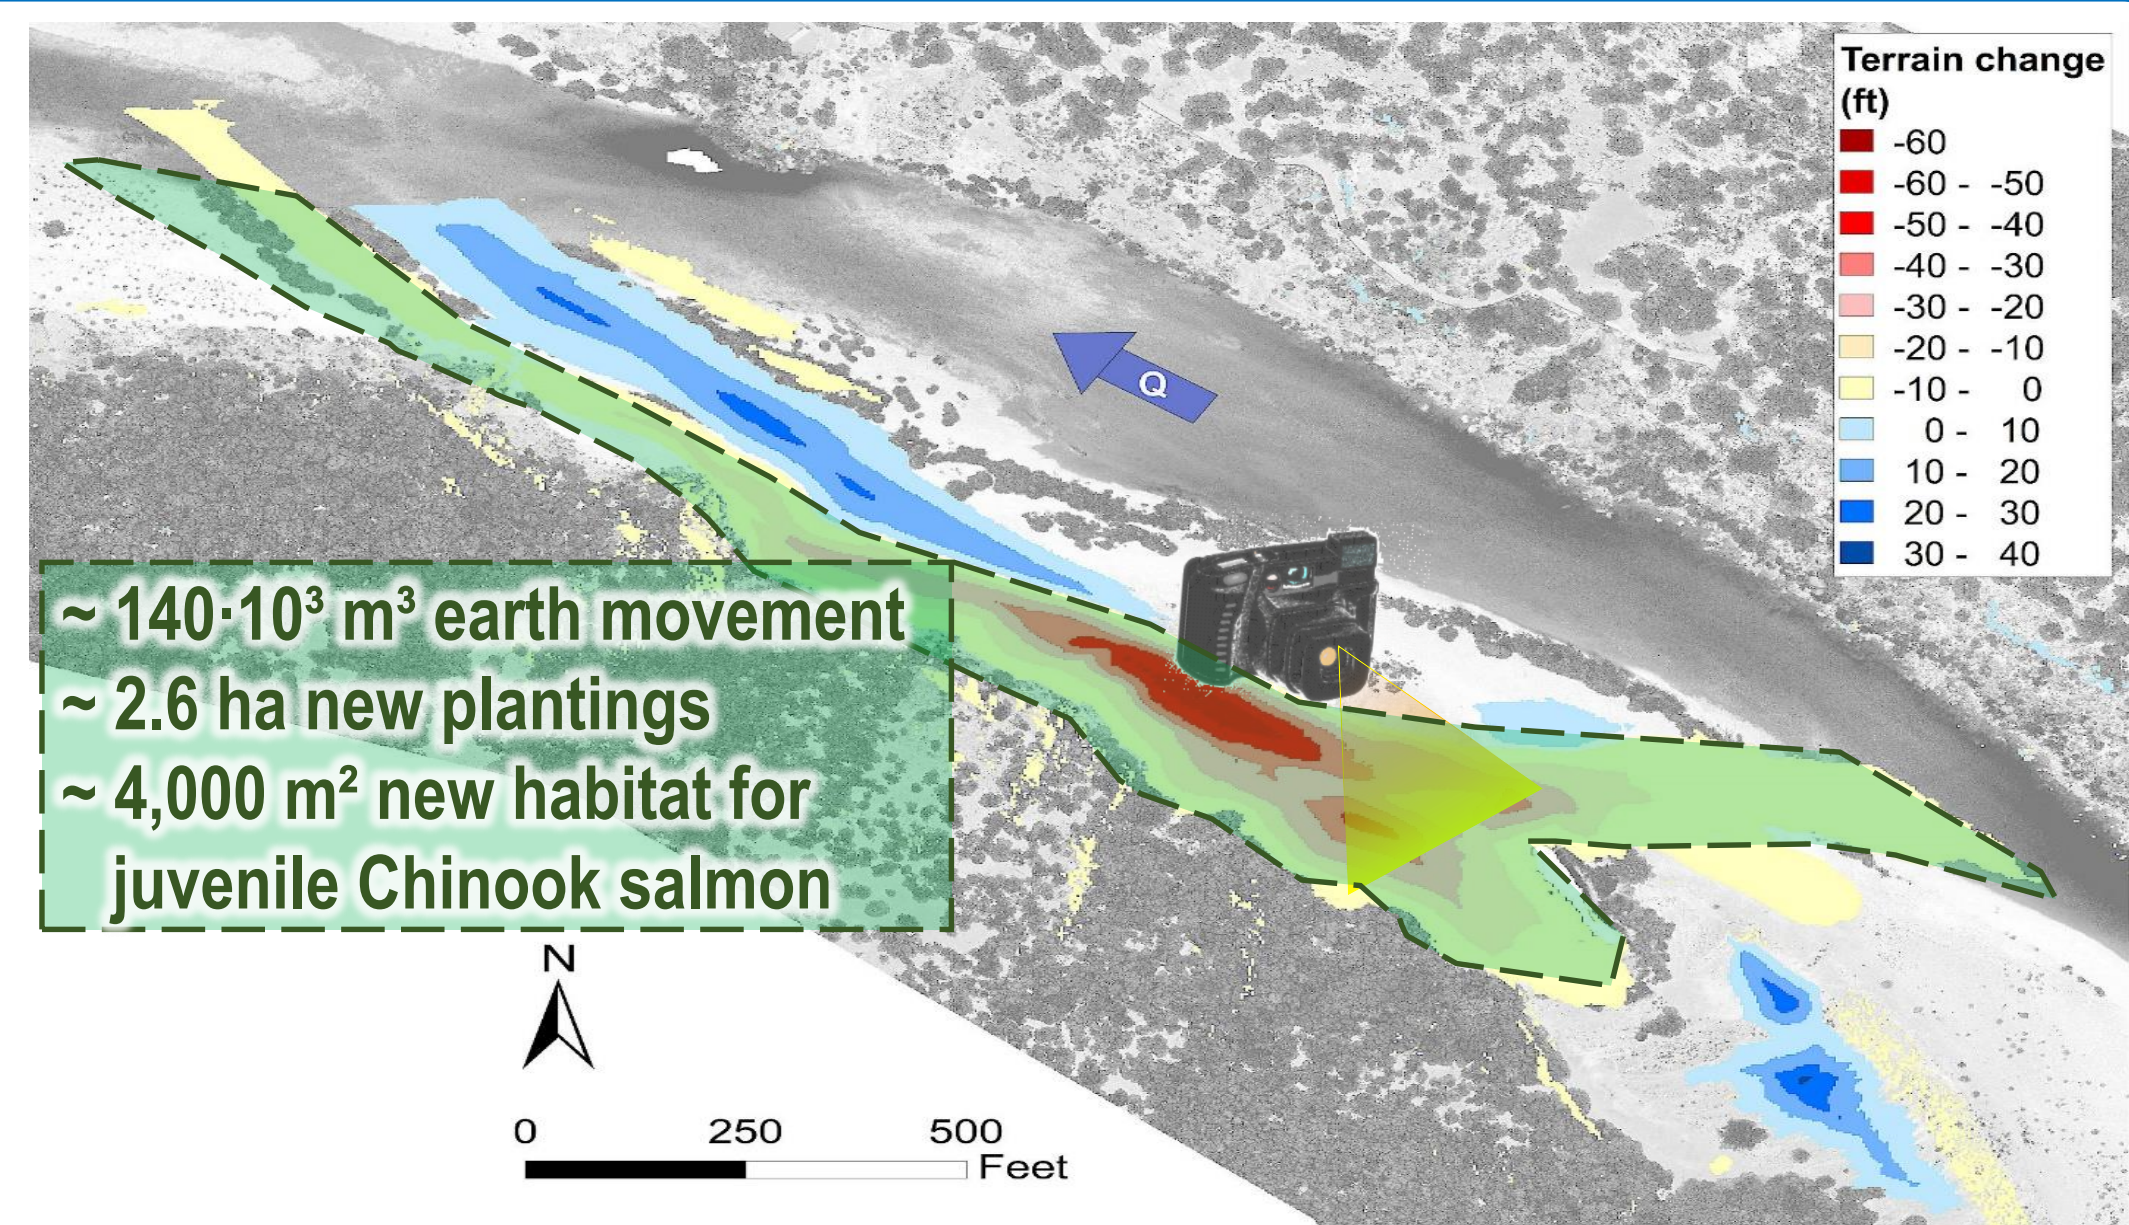 Terrain change
(ft)
-60
-60 - -50
-50 - -40
-40 - -30
-30 - -20
-20 - -10
-10 - 0
0 - 10
10 - 20
20 - 30
30 - 40
Q
~ 140·10³ m³ earth movement
~ 2.6 ha new plantings
~ 4,000 m² new habitat for
juvenile Chinook salmon
N
0 250 500
Feet